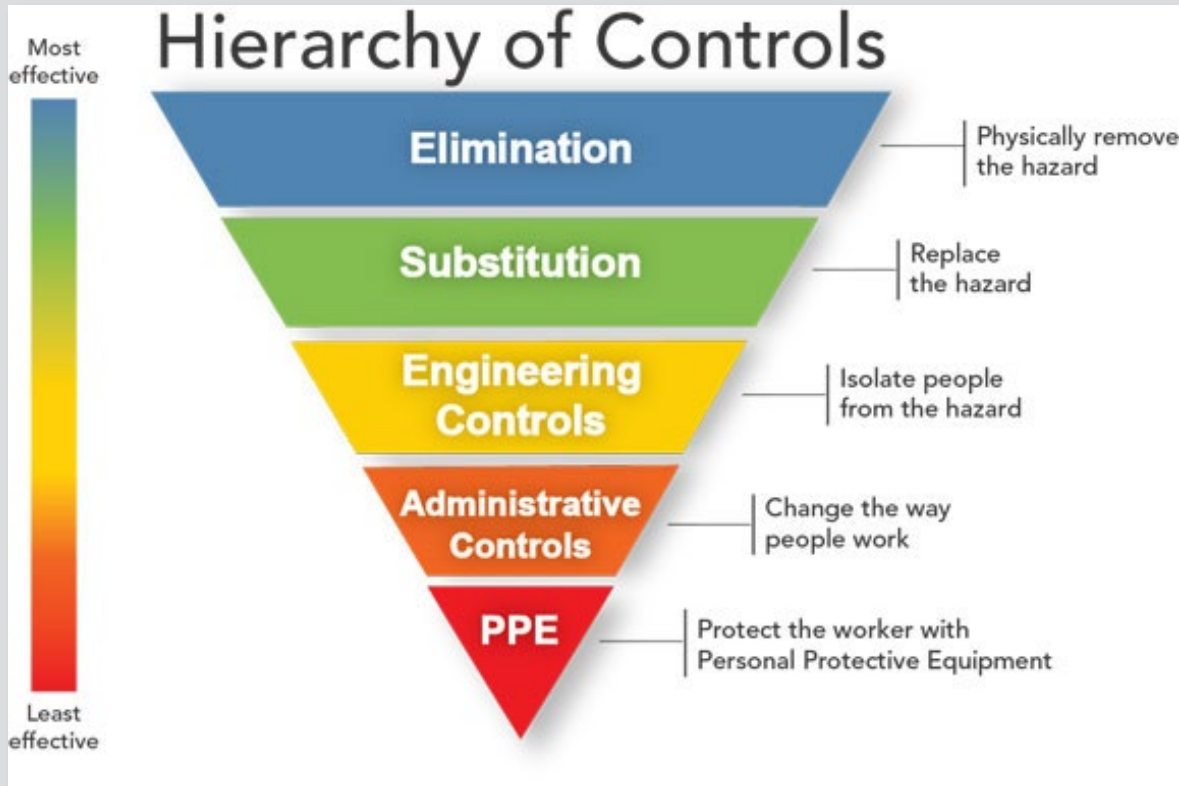 Hierarchy of Controls
Most
effective
Elimination
Physically remove
the hazard
Substitution
Replace
the hazard
Engineering
Controls
Isolate people
from the hazard
Administrative
Controls
Change the way
people work
PPE
Protect the worker with
Personal Protective Equipment
Least
effective